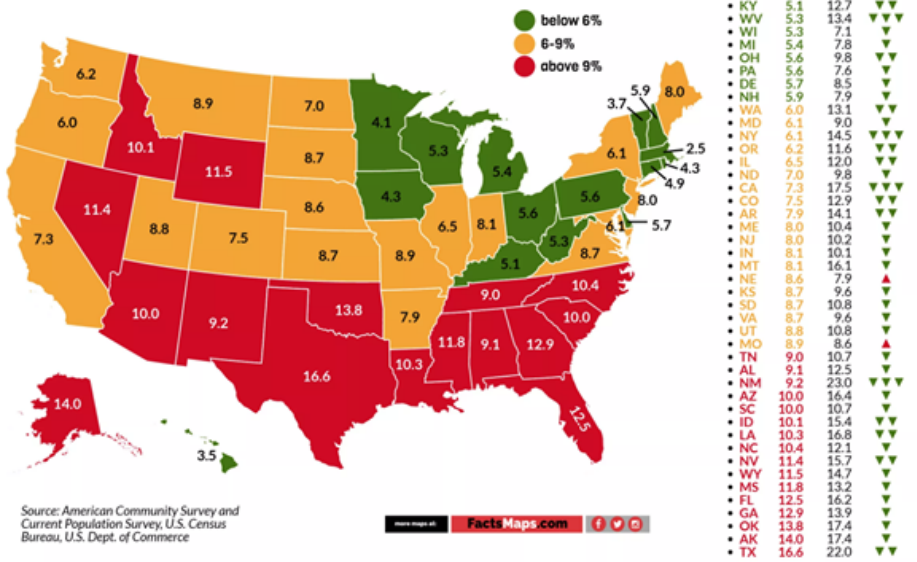 below 6%
6-9%
above 9%
6.2
8.9
7.0
4.1
5.9
3.7
8.0
6.0
10.1
8.7
5.3
6.1
2.5
4.3
4.9
11.5
5.4
8.6
4.3
5.6
8.0
11.4
8.8
7.5
6.5
8.1
5.6
6.1
5.7
7.3
8.7
8.9
5.3
8.7
5.1
10.0
9.2
13.8
7.9
9.0
10.4
10.0
11.8
9.1
12.9
16.6
10.3
12.5
14.0
3.5
Source: American Community Survey and
Current Population Survey, U.S. Census
Bureau, U.S. Dept. of Commerce
more maps at:
FactsMaps.com
• KY 5.1 12.7 ▼▼
• WV 5.3 13.4 ▼▼▼
• WI 5.3 7.1 ▼
• MI 5.4 7.8 ▼
• OH 5.6 9.8 ▼▼
• PA 5.6 7.6 ▼
• DE 5.7 8.5 ▼
• NH 5.9 7.9 ▼
• WA 6.0 13.1 ▼▼
• MD 6.1 9.0 ▼
• NY 6.1 14.5 ▼▼▼
• OR 6.2 11.6 ▼▼
• IL 6.5 12.0 ▼▼
• ND 7.0 9.8 ▼
• CA 7.3 17.5 ▼▼▼
• CO 7.5 12.9 ▼▼
• AR 7.9 14.1 ▼▼
• ME 8.0 10.4 ▼
• NJ 8.0 10.2 ▼
• IN 8.1 10.1 ▼
• MT 8.1 16.1 ▼
• NE 8.6 7.9 ▲
• KS 8.7 9.6 ▼
• SD 8.7 10.8 ▼
• VA 8.7 9.6 ▼
• UT 8.8 10.8 ▼
• MO 8.9 8.6 ▲
• TN 9.0 10.7 ▼
• AL 9.1 12.5 ▼
• NM 9.2 23.0 ▼▼▼
• AZ 10.0 16.4 ▼
• SC 10.0 10.7 ▼
• ID 10.1 15.4 ▼▼
• LA 10.3 16.8 ▼▼
• NC 10.4 12.1 ▼
• NV 11.4 15.7 ▼▼
• WY 11.5 14.7 ▼
• MS 11.8 13.2 ▼
• FL 12.5 16.2 ▼
• GA 12.9 13.9 ▼
• OK 13.8 17.4 ▼
• AK 14.0 17.4 ▼
• TX 16.6 22.0 ▼▼